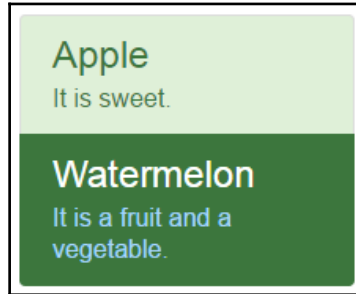 Apple
It is sweet.
Watermelon
It is a fruit and a
vegetable.